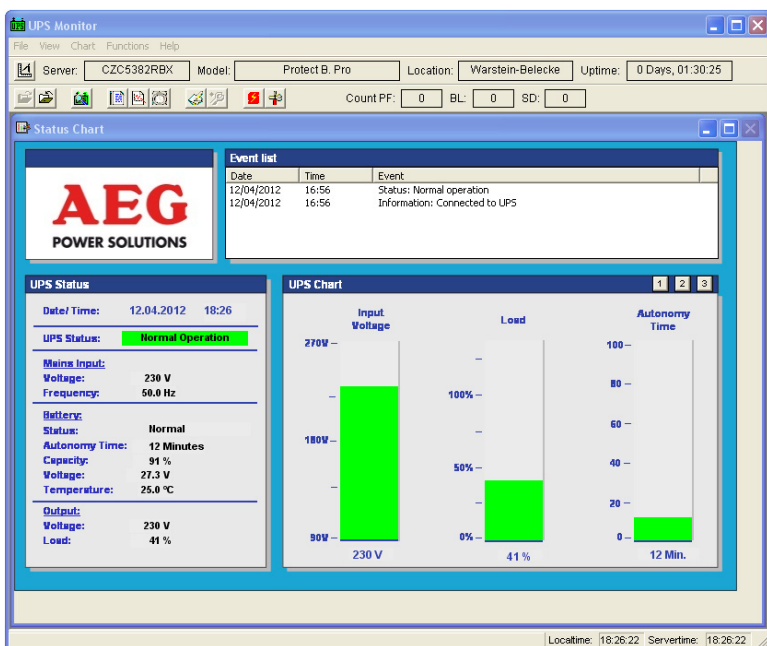 UPS Monitor
File View Chart Functions Help
Server: CZC5382RBX Model: Protect B. Pro Location: Warstein-Belecke Uptime: 0 Days, 01:30:25
Count PF: 0 BL: 0 SD: 0
Status Chart
AEG
POWER SOLUTIONS
Event list
Date Time Event
12/04/2012 16:56 Status: Normal operation
12/04/2012 16:56 Information: Connected to UPS
UPS Status
Date/ Time: 12.04.2012 18:26
UPS Status: Normal Operation
Mains Input:
Voltage: 230 V
Frequency: 50.0 Hz
Battery:
Status: Normal
Autonomy Time: 12 Minutes
Capacity: 91 %
Voltage: 27.3 V
Temperature: 25.0 ºC
Output:
Voltage: 230 V
Load: 41 %
UPS Chart 1 2 3
Input
Voltage
270V
180V
90V
230 V
Load
100%
50%
0%
41 %
Autonomy
Time
100
80
60
40
20
0
12 Min.
Localtime: 18:26:22 Servertime: 18:26:22